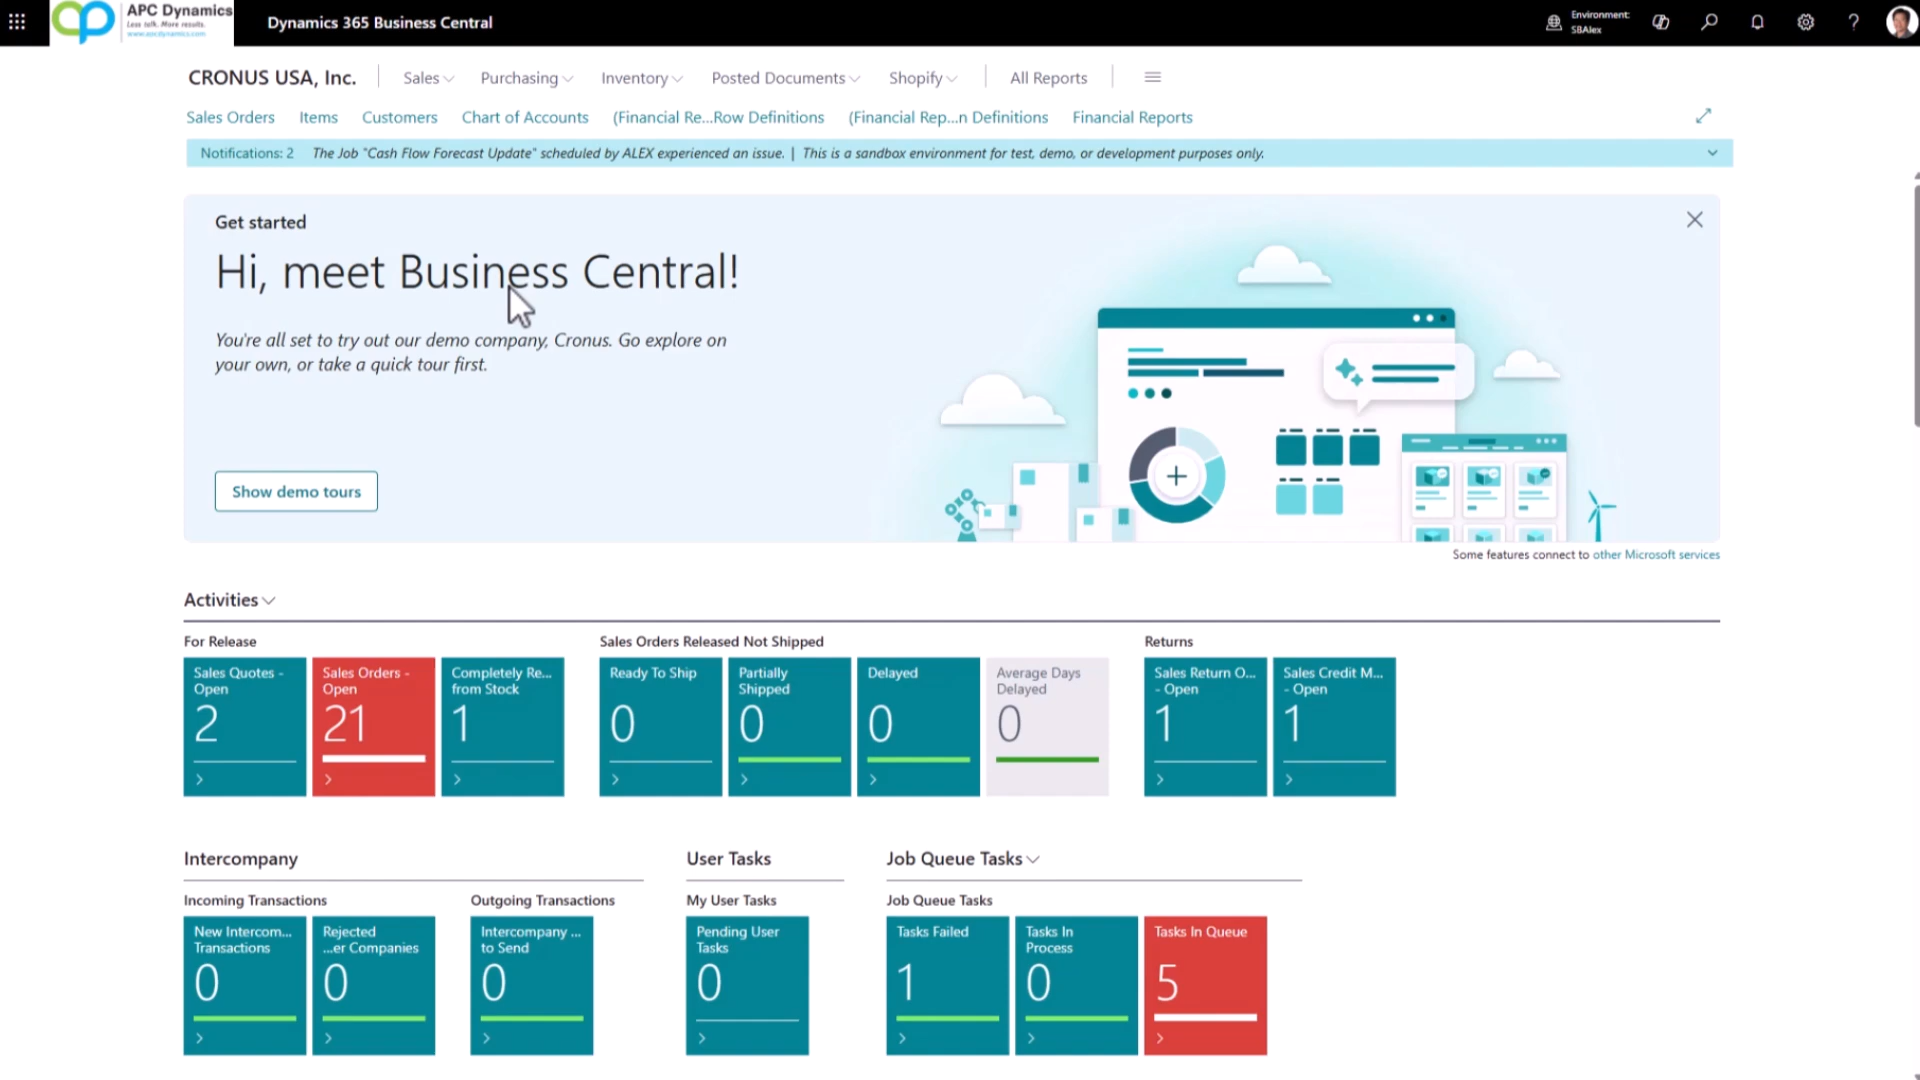 APC Dynamics
Less talk. More results.
www.apcdynamics.com
Dynamics 365 Business Central
Environment:
SBAlex
CRONUS USA, Inc.
Sales
Purchasing
Inventory
Posted Documents
Shopify
All Reports
Sales Orders
Items
Customers
Chart of Accounts
(Financial Re...Row Definitions
(Financial Rep...n Definitions
Financial Reports
Notifications: 2
The Job "Cash Flow Forecast Update" scheduled by ALEX experienced an issue. | This is a sandbox environment for test, demo, or development purposes only.
Get started
Hi, meet Business Central!
You're all set to try out our demo company, Cronus. Go explore on
your own, or take a quick tour first.
Show demo tours
Some features connect to other Microsoft services
Activities
For Release
Sales Quotes -
Open
2
Sales Orders -
Open
21
Completely Re...
from Stock
1
Sales Orders Released Not Shipped
Ready To Ship
0
Partially
Shipped
0
Delayed
0
Average Days
Delayed
0
Returns
Sales Return O...
- Open
1
Sales Credit M...
- Open
1
Intercompany
Incoming Transactions
New Intercom...
Transactions
0
Rejected
...er Companies
0
Outgoing Transactions
Intercompany ...
to Send
0
User Tasks
My User Tasks
Pending User
Tasks
0
Job Queue Tasks
Job Queue Tasks
Tasks Failed
1
Tasks In
Process
0
Tasks In Queue
5